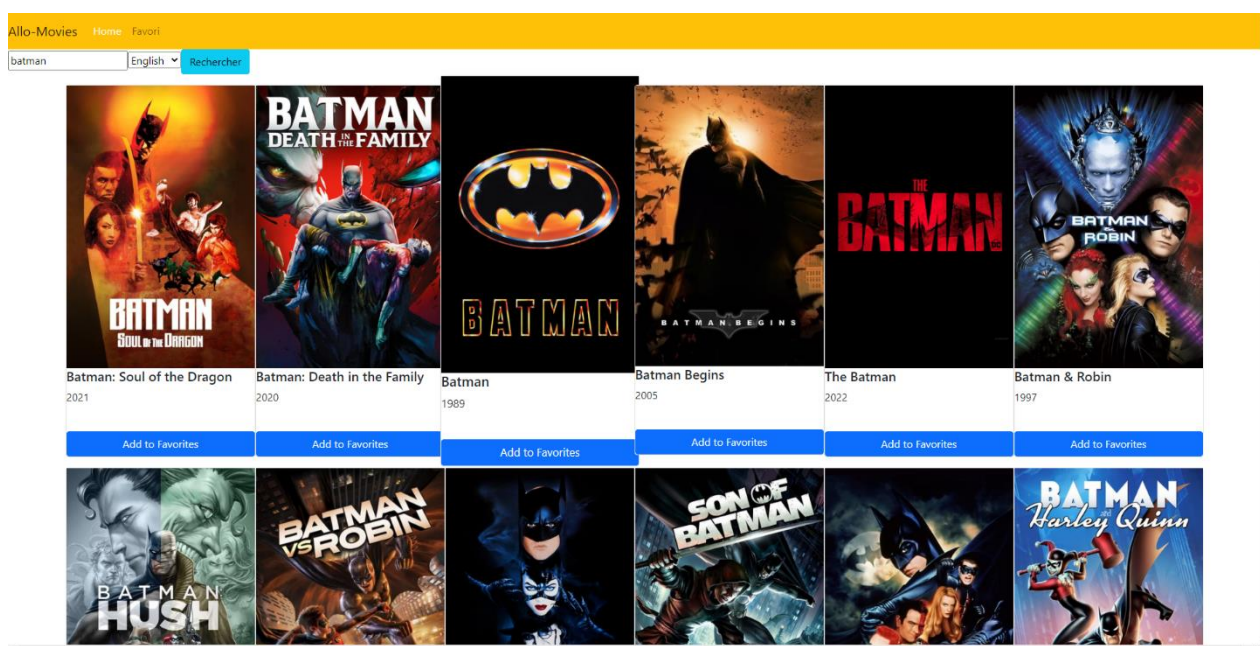 Allo-Movies Home Favori
batman English Rechercher
BATMAN
SOUL OF THE DRAGON
BATMAN
DEATH IN THE FAMILY
BATMAN
BATMAN BEGINS
THE
BATMAN
DC
BATMAN
&
ROBIN
Batman: Soul of the Dragon
2021
Add to Favorites
Batman: Death in the Family
2020
Add to Favorites
Batman
1989
Add to Favorites
Batman Begins
2005
Add to Favorites
The Batman
2022
Add to Favorites
Batman & Robin
1997
Add to Favorites
BATMAN
HUSH
BATMAN
VS ROBIN
SON OF
BATMAN
BATMAN
and
Harley Quinn